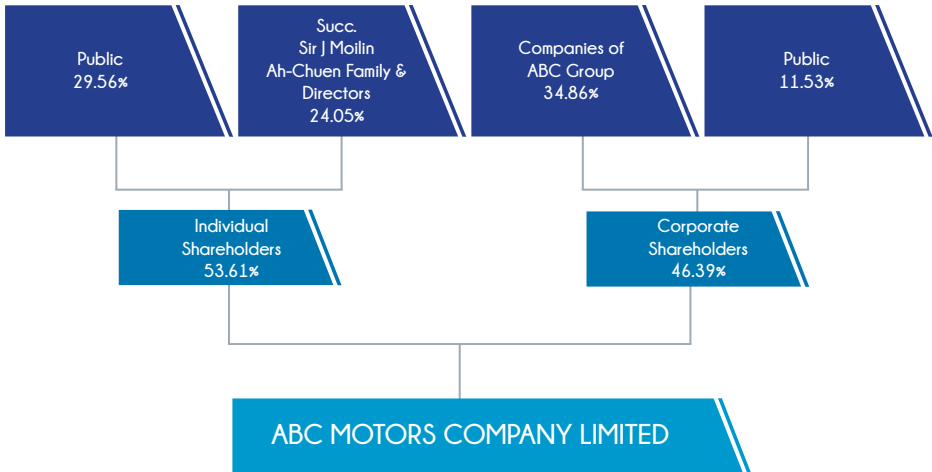 Public
29.56%
Succ.
Sir J Moilin
Ah-Chuen Family &
Directors
24.05%
Companies of
ABC Group
34.86%
Public
11.53%
Individual
Shareholders
53.61%
Corporate
Shareholders
46.39%
ABC MOTORS COMPANY LIMITED